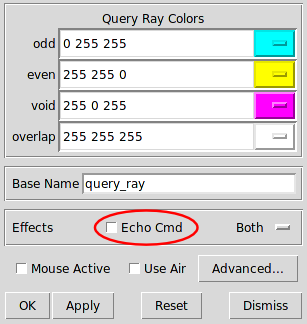 Query Ray Colors
odd 0 255 255
even 255 255 0
void 255 0 255
overlap 255 255 255
Base Name query_ray
Effects Echo Cmd Both
Mouse Active Use Air Advanced...
OK Apply Reset Dismiss